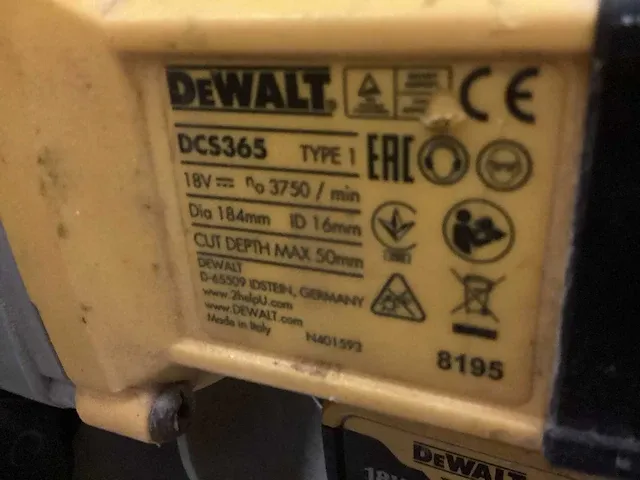 DEWALT
CE
DCS365 TYPE 1
EAC
18V n₀ 3750 / min
Dia 184mm ID 16mm
CUT DEPTH MAX 50mm
DEWALT
D-65509 IDSTEIN, GERMANY
www.2helpU.com
www.DEWALT.com
Made in Italy N401593
8195
DEWALT